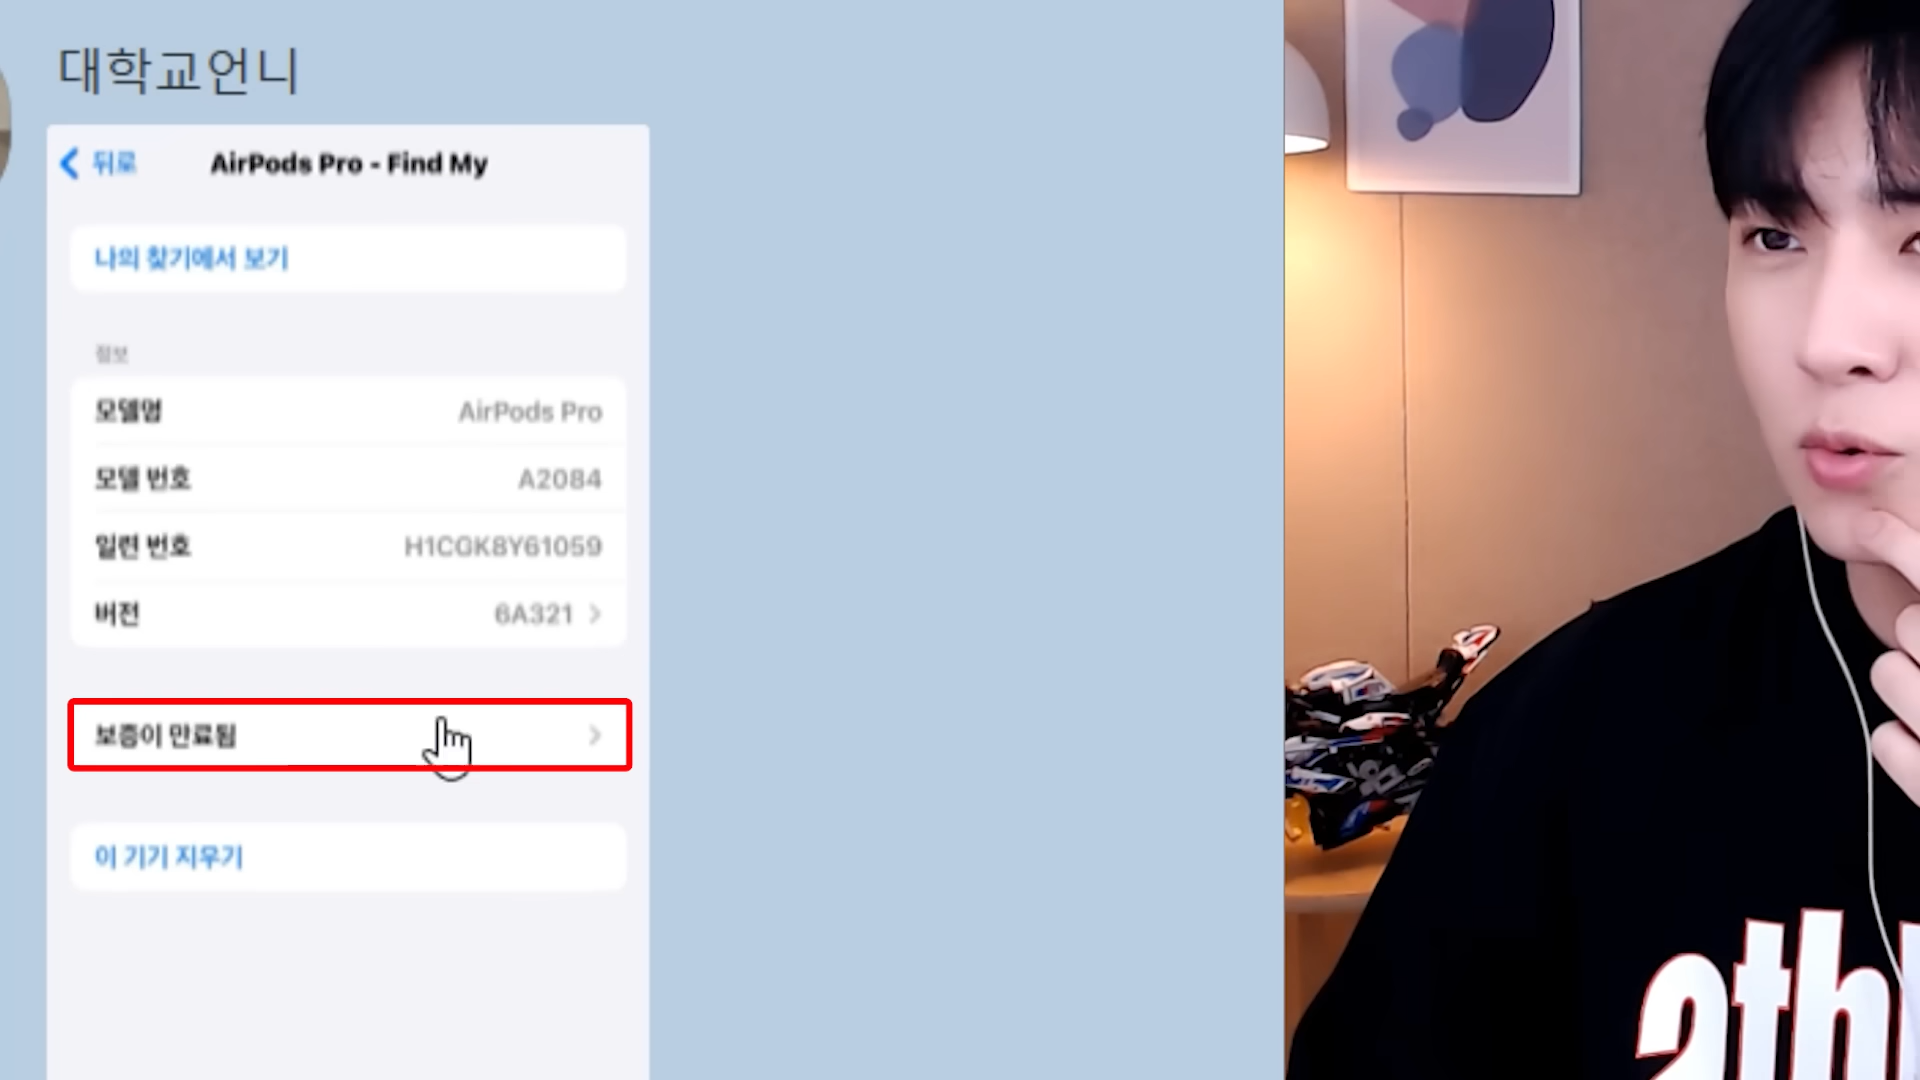 대학교언니
뒤로
AirPods Pro - Find My
나의 찾기에서 보기
정보
모델명
AirPods Pro
모델 번호
A2084
일련 번호
H1CGK8Y61059
버전
6A321
보증이 만료됨
이 기기 지우기
ath